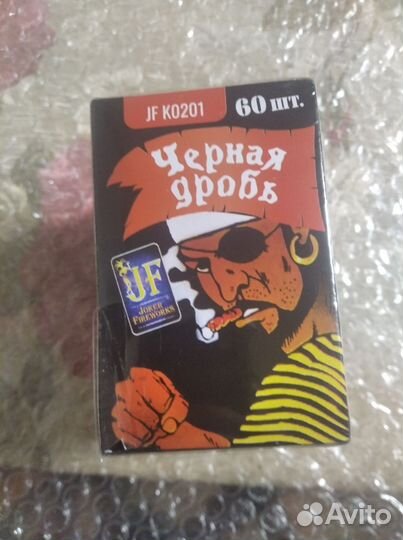 JF K0201
60 шт.
Черная
дробь
JF
JOKER
FIREWORKS
Avito